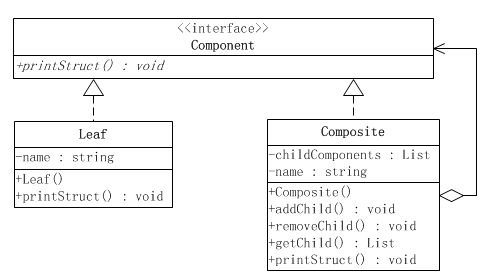 <<interface>>
Component
+printStruct() : void
Leaf
-name : string
+Leaf()
+printStruct() : void
Composite
-childComponents : List
-name : string
+Composite()
+addChild() : void
+removeChild() : void
+getChild() : List
+printStruct() : void